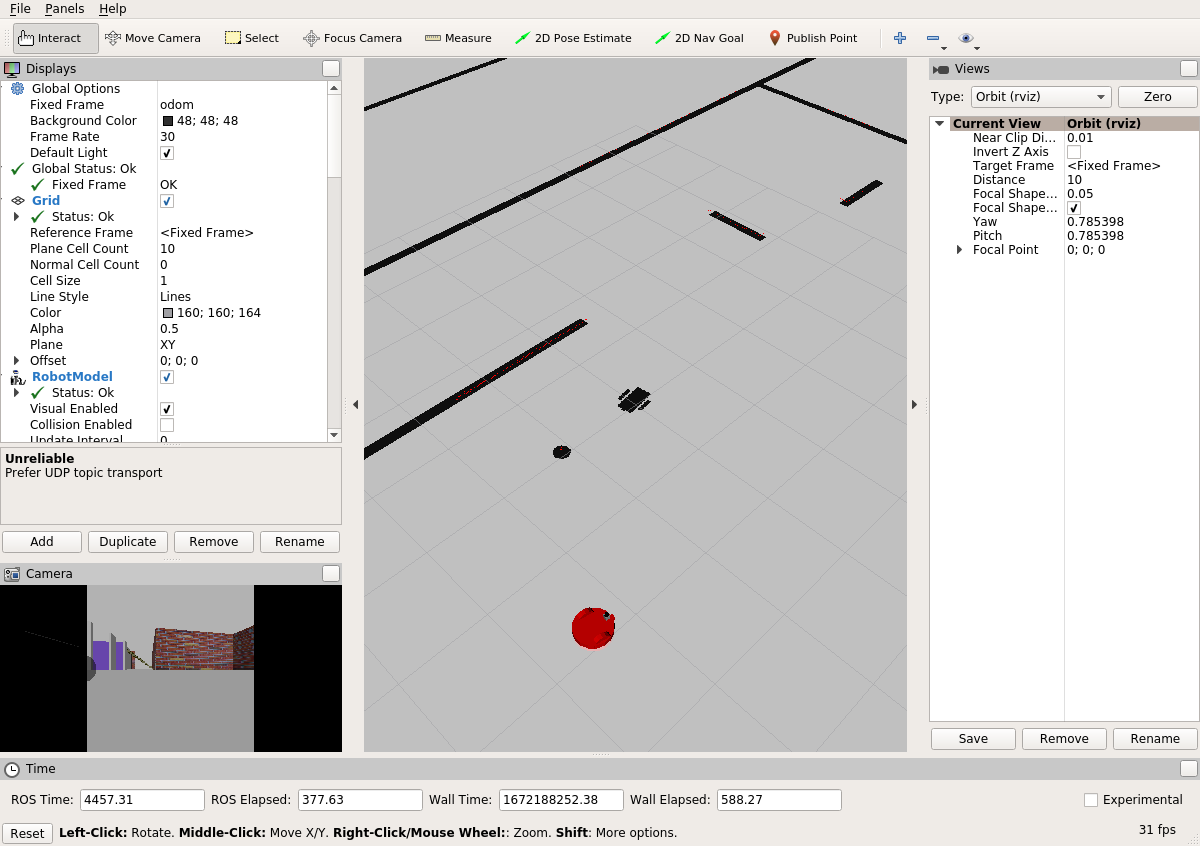 File Panels Help
Interact Move Camera Select Focus Camera Measure 2D Pose Estimate 2D Nav Goal Publish Point
Displays
Global Options
Fixed Frame odom
Background Color 48; 48; 48
Frame Rate 30
Default Light
Global Status: Ok
Fixed Frame OK
Grid
Status: Ok
Reference Frame <Fixed Frame>
Plane Cell Count 10
Normal Cell Count 0
Cell Size 1
Line Style Lines
Color 160; 160; 164
Alpha 0.5
Plane XY
Offset 0; 0; 0
RobotModel
Status: Ok
Visual Enabled
Collision Enabled
Update Interval 0
Unreliable
Prefer UDP topic transport
Add Duplicate Remove Rename
Camera
Views
Type: Orbit (rviz) Zero
Current View Orbit (rviz)
Near Clip Di... 0.01
Invert Z Axis
Target Frame <Fixed Frame>
Distance 10
Focal Shape... 0.05
Focal Shape...
Yaw 0.785398
Pitch 0.785398
Focal Point 0; 0; 0
Save Remove Rename
Time
ROS Time: 4457.31 ROS Elapsed: 377.63 Wall Time: 1672188252.38 Wall Elapsed: 588.27 Experimental
Reset Left-Click: Rotate. Middle-Click: Move X/Y. Right-Click/Mouse Wheel:: Zoom. Shift: More options. 31 fps